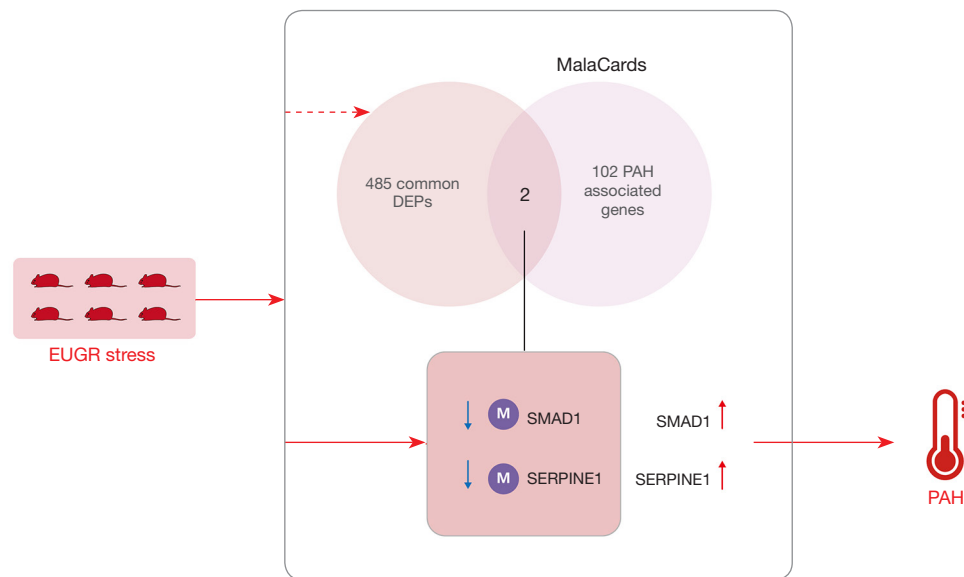 MalaCards
485 common
DEPs
2
102 PAH
associated
genes
EUGR stress
M SMAD1
SMAD1
M SERPINE1
SERPINE1
PAH